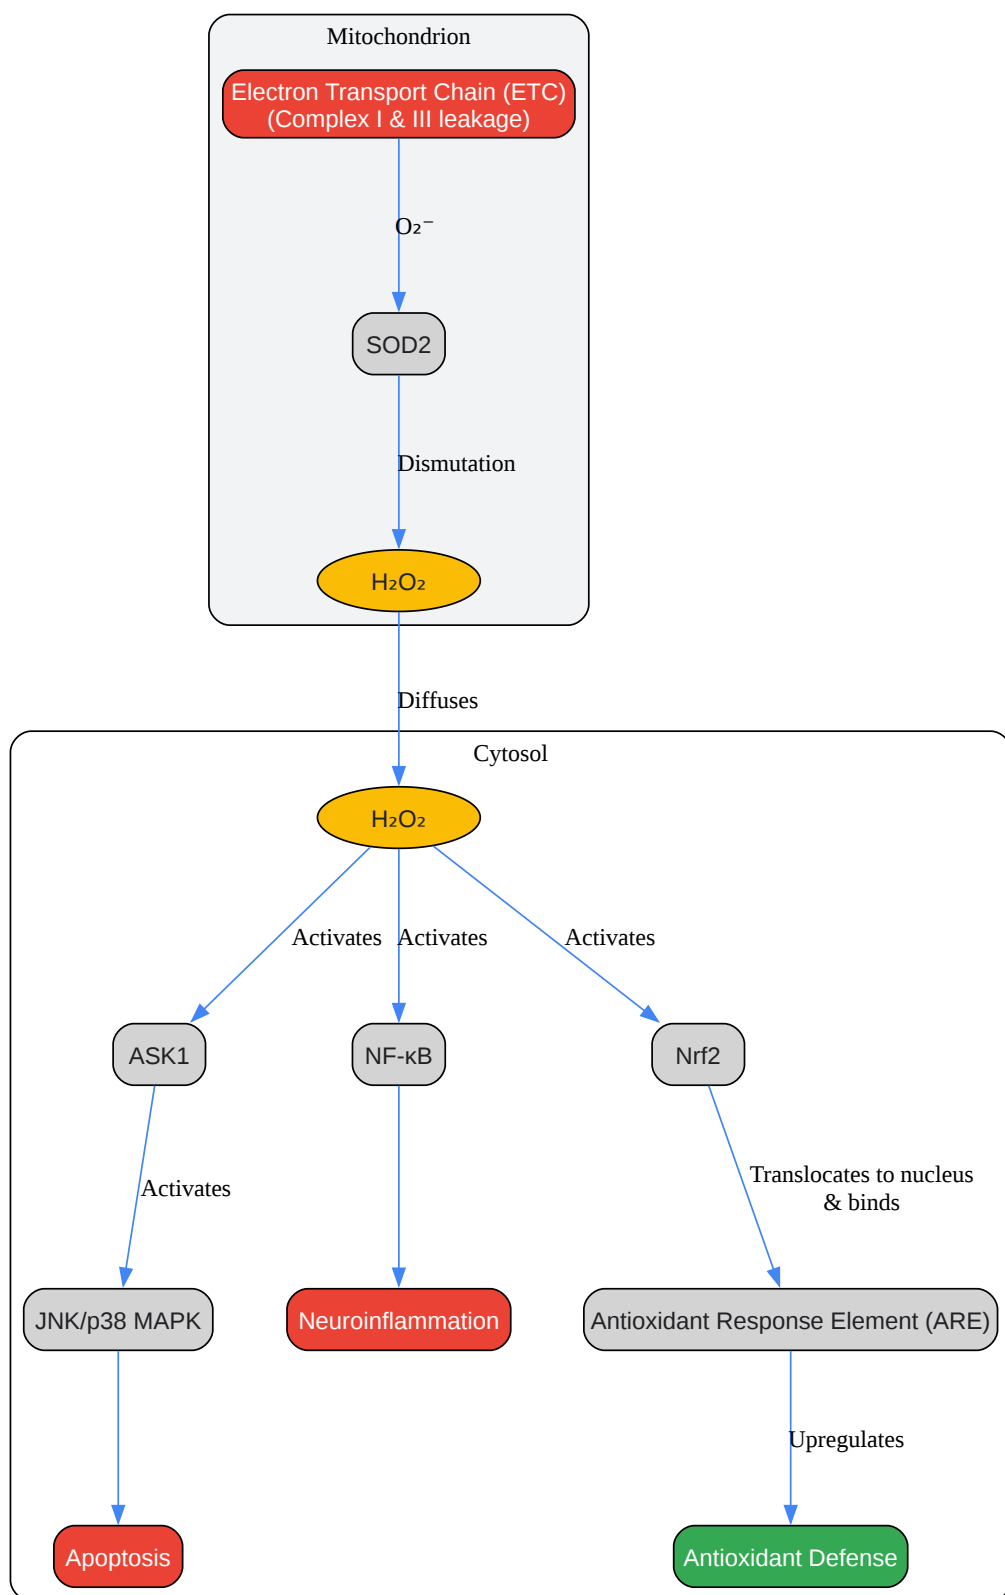 Mitochondrion
Electron Transport Chain (ETC)
(Complex I & III leakage)
O₂⁻
SOD2
Dismutation
H₂O₂
Diffuses
Cytosol
H₂O₂
Activates
Activates
Activates
ASK1
NF-κB
Nrf2
Activates
Translocates to nucleus
& binds
JNK/p38 MAPK
Neuroinflammation
Antioxidant Response Element (ARE)
Upregulates
Apoptosis
Antioxidant Defense